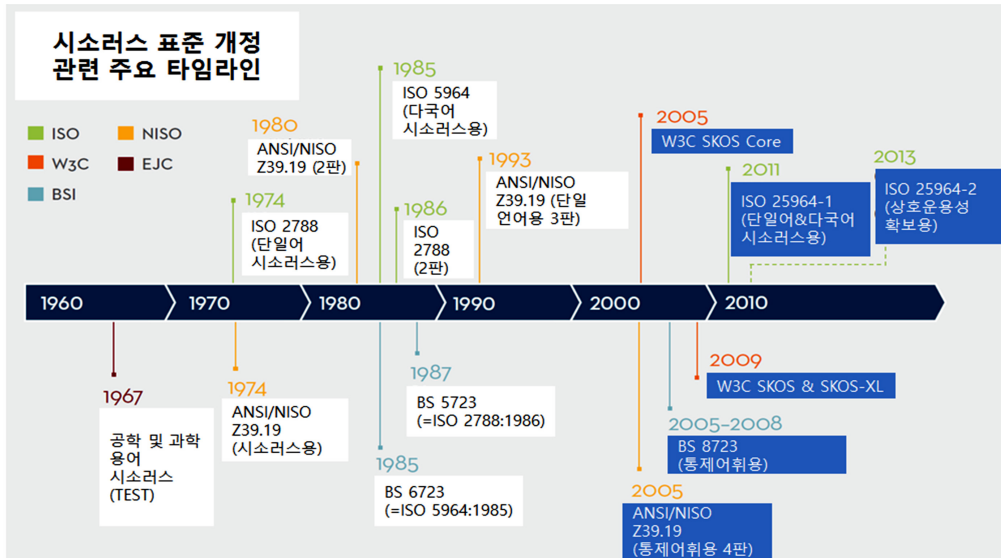 시소러스 표준 개정
관련 주요 타임라인
ISO
NISO
W3C
EJC
BSI
1985
ISO 5964
(다국어
시소러스용)
1980
ANSI/NISO
Z39.19 (2판)
1974
ISO 2788
(단일어
시소러스용)
1986
ISO
2788
(2판)
1993
ANSI/NISO
Z39.19 (단일
언어용 3판)
2005
W3C SKOS Core
2011
ISO 25964-1
(단일어&다국어
시소러스용)
2013
ISO 25964-2
(상호운용성
확보용)
1960
1970
1980
1990
2000
2010
1967
공학 및 과학
용어
시소러스
(TEST)
1974
ANSI/NISO
Z39.19
(시소러스용)
1987
BS 5723
(=ISO 2788:1986)
1985
BS 6723
(=ISO 5964:1985)
2009
W3C SKOS & SKOS-XL
2005-2008
BS 8723
(통제어휘용)
2005
ANSI/NISO
Z39.19
(통제어휘용 4판)